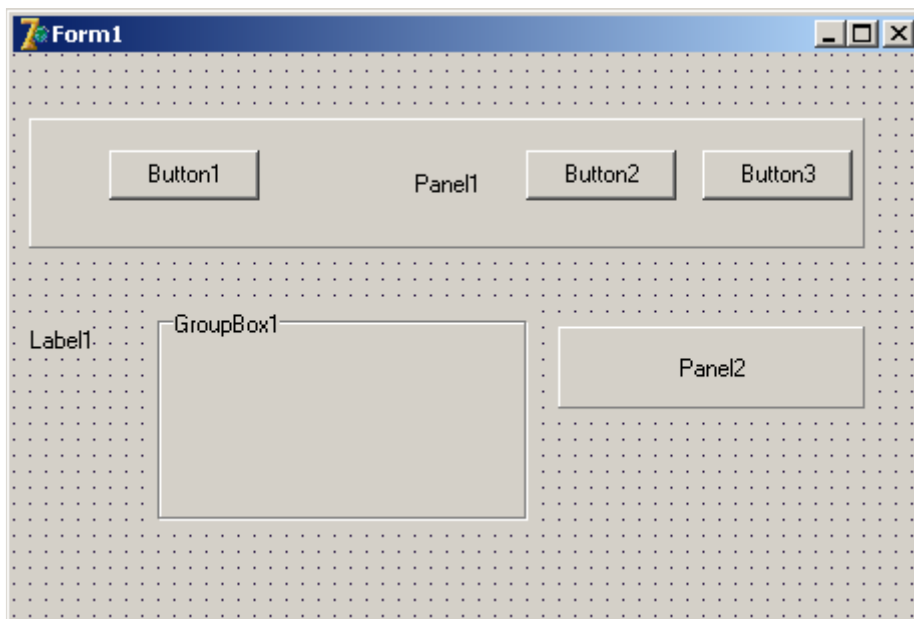 Form1
Button1
Panel1
Button2
Button3
Label1
GroupBox1
Panel2